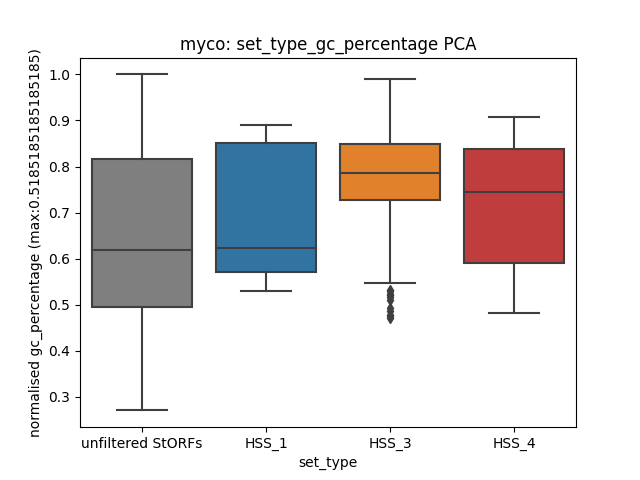 myco: set_type_gc_percentage PCA
normalised gc_percentage (max:0.5185185185185185)
1.0
0.9
0.8
0.7
0.6
0.5
0.4
0.3
unfiltered StORFs HSS_1 HSS_3 HSS_4
set_type